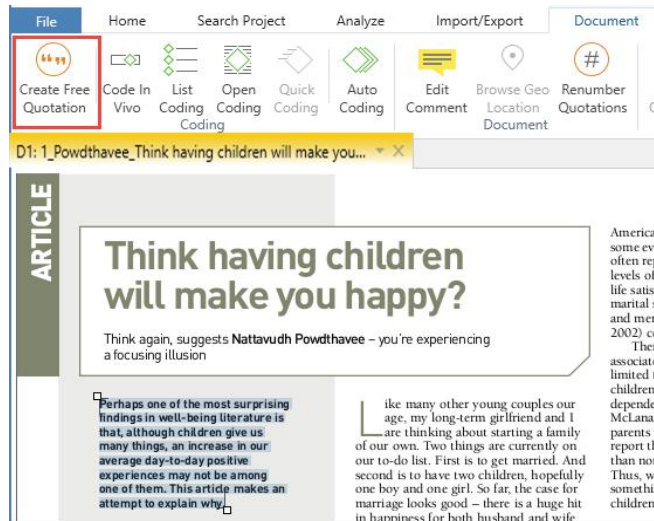 File Home Search Project Analyze Import/Export Document
Create Free Quotation
Code In Vivo
List Coding
Open Coding
Quick Coding
Auto Coding
Edit Comment
Browse Geo Location
Renumber Quotations
Coding
Document
D1: 1_Powdthavee_Think having children will make you...
ARTICLE
Think having children
will make you happy?
Think again, suggests Nattavudh Powdthavee – you're experiencing
a focusing illusion
Perhaps one of the most surprising
findings in well-being literature is
that, although children give us
many things, an increase in our
average day-to-day positive
experiences may not be among
one of them. This article makes an
attempt to explain why.
Like many other young couples our
age, my long-term girlfriend and I
are thinking about starting a family
of our own. Two things are currently on
our to-do list. First is to get married. And
second is to have two children, hopefully
one boy and one girl. So far, the case for
marriage looks good – there is a huge hit
in happiness for both husband and wife
America
some ev
often rep
levels of
life satis
marital s
and men
2002) c
The
associate
limited t
children
depende
McLana
parents
report th
than non
Thus, w
somethi
children